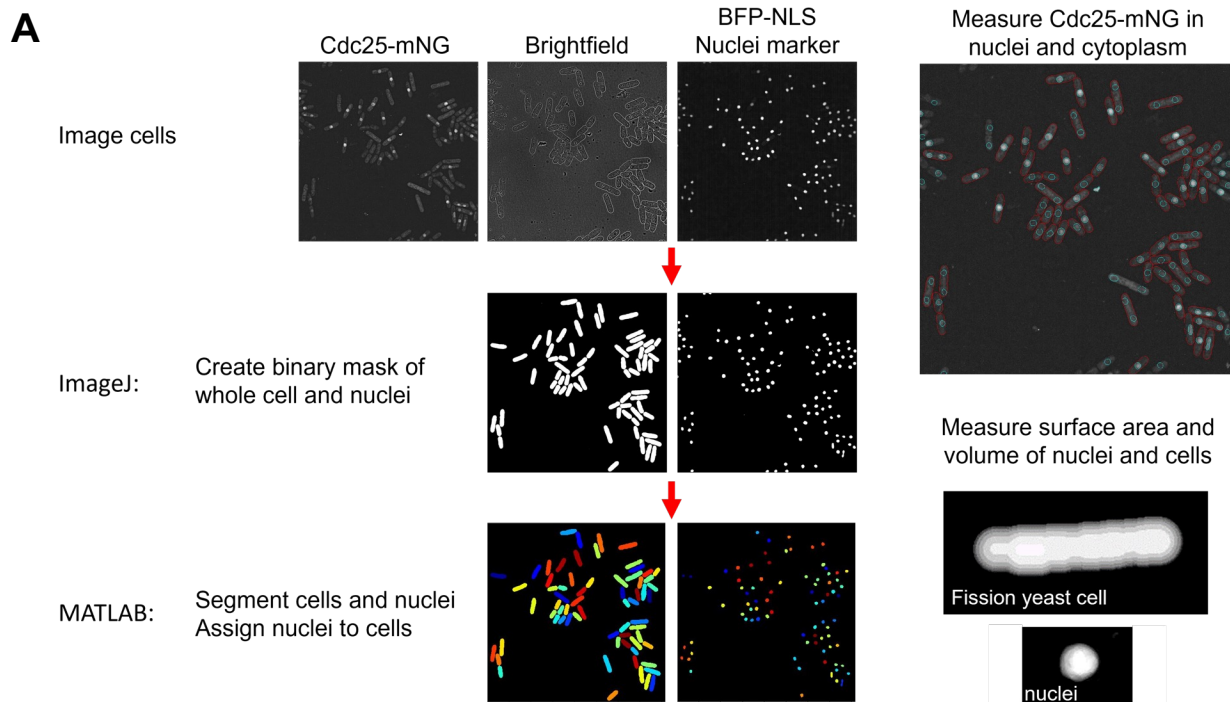 A
Cdc25-mNG
Brightfield
BFP-NLS
Nuclei marker
Measure Cdc25-mNG in
nuclei and cytoplasm
Image cells
ImageJ:
Create binary mask of
whole cell and nuclei
Measure surface area and
volume of nuclei and cells
MATLAB:
Segment cells and nuclei
Assign nuclei to cells
Fission yeast cell
nuclei